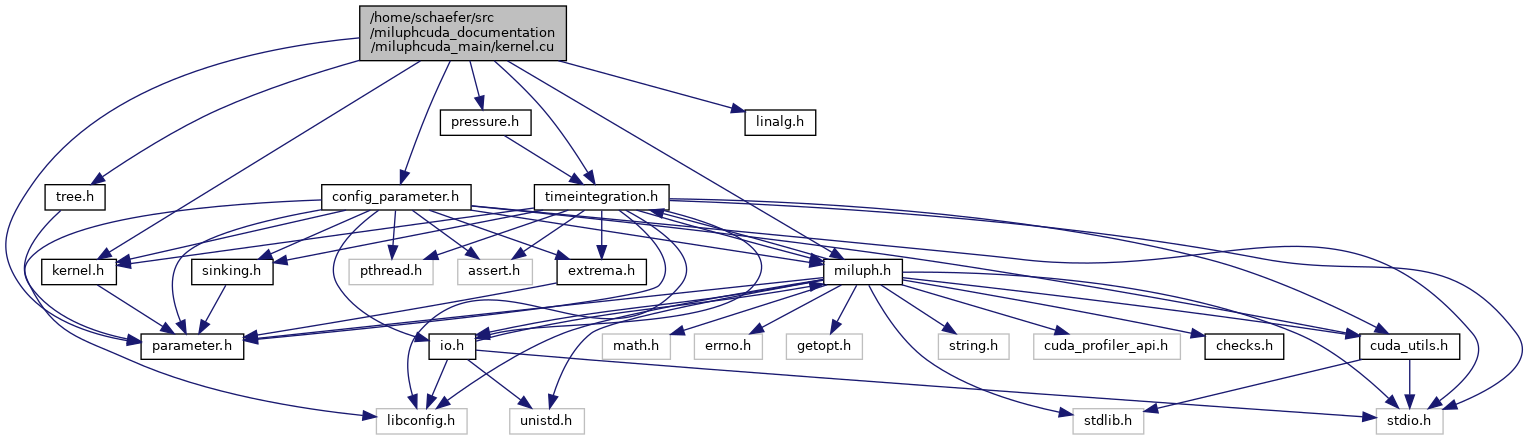 /home/schaefer/src
/miluphcuda_documentation
/miluphcuda_main/kernel.cu
pressure.h
linalg.h
tree.h
config_parameter.h
timeintegration.h
kernel.h
sinking.h
pthread.h
assert.h
extrema.h
miluph.h
parameter.h
io.h
math.h
errno.h
getopt.h
string.h
cuda_profiler_api.h
checks.h
cuda_utils.h
libconfig.h
unistd.h
stdlib.h
stdio.h